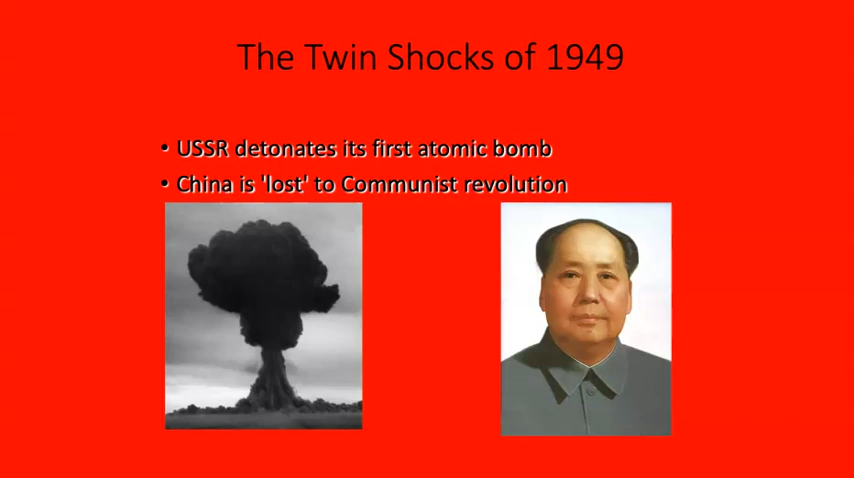 The Twin Shocks of 1949
• USSR detonates its first atomic bomb
• China is 'lost' to Communist revolution